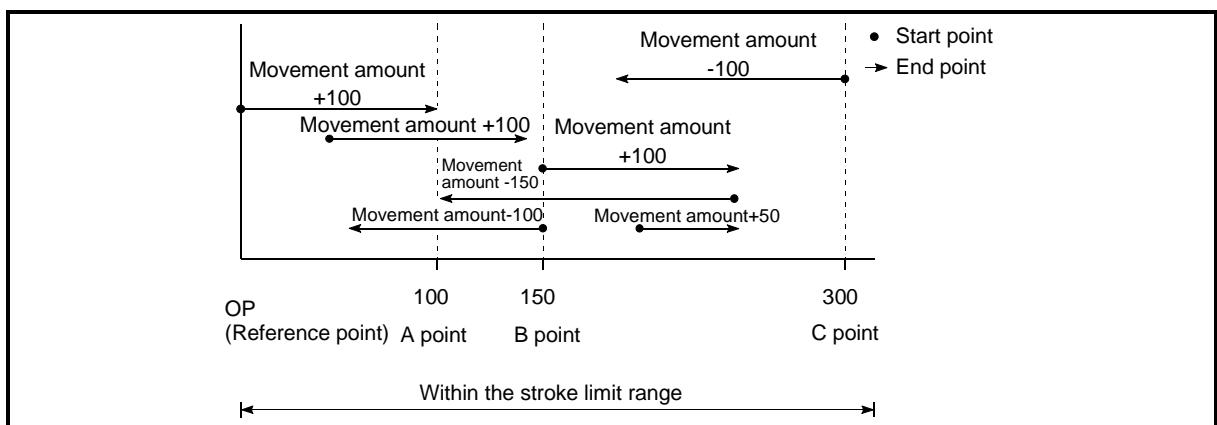 Movement amount
-100
Start point
End point
Movement amount
+100
Movement amount +100
Movement amount
+100
Movement
amount -150
Movement amount-100
Movement amount+50
OP
(Reference point)
100
A point
150
B point
300
C point
Within the stroke limit range